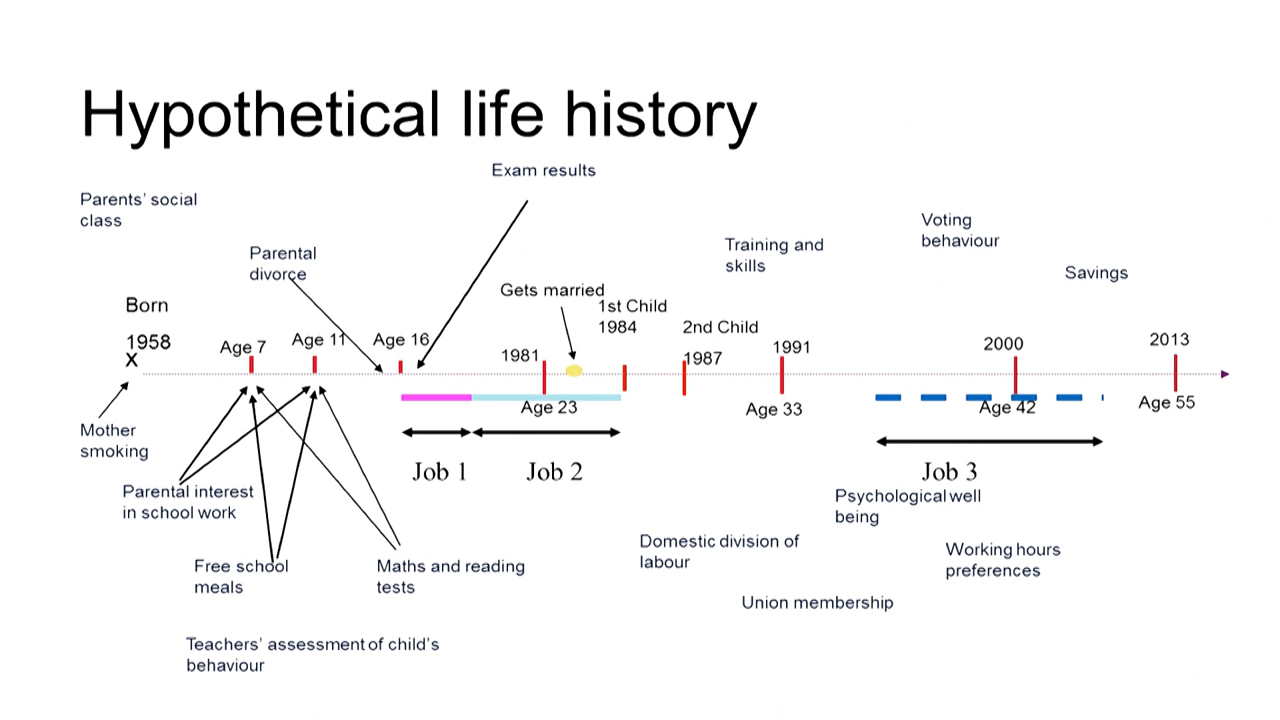 Hypothetical life history
Exam results
Parents' social
class
Voting
behaviour
Training and
skills
Parental
divorce
Savings
Gets married
Born
1st Child
1984
2nd Child
1958
X
Age 7
Age 11
Age 16
1981
1987
1991
2000
2013
Age 23
Age 33
Age 42
Age 55
Mother
smoking
Job 1
Job 2
Job 3
Parental interest
in school work
Psychological well
being
Free school
meals
Maths and reading
tests
Domestic division of
labour
Working hours
preferences
Union membership
Teachers' assessment of child's
behaviour